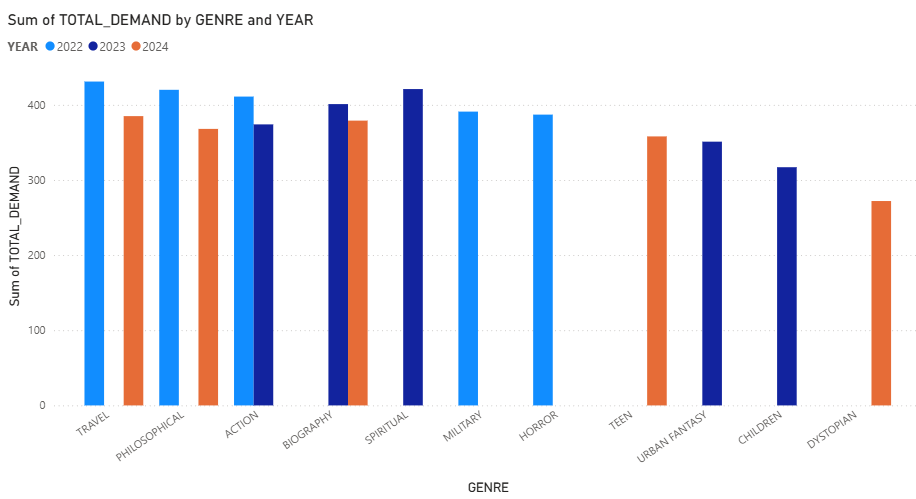 Sum of TOTAL_DEMAND by GENRE and YEAR
YEAR 2022 2023 2024
Sum of TOTAL_DEMAND
400
300
200
100
0
TRAVEL
PHILOSOPHICAL
ACTION
BIOGRAPHY
SPIRITUAL
MILITARY
HORROR
TEEN
URBAN FANTASY
CHILDREN
DYSTOPIAN
GENRE